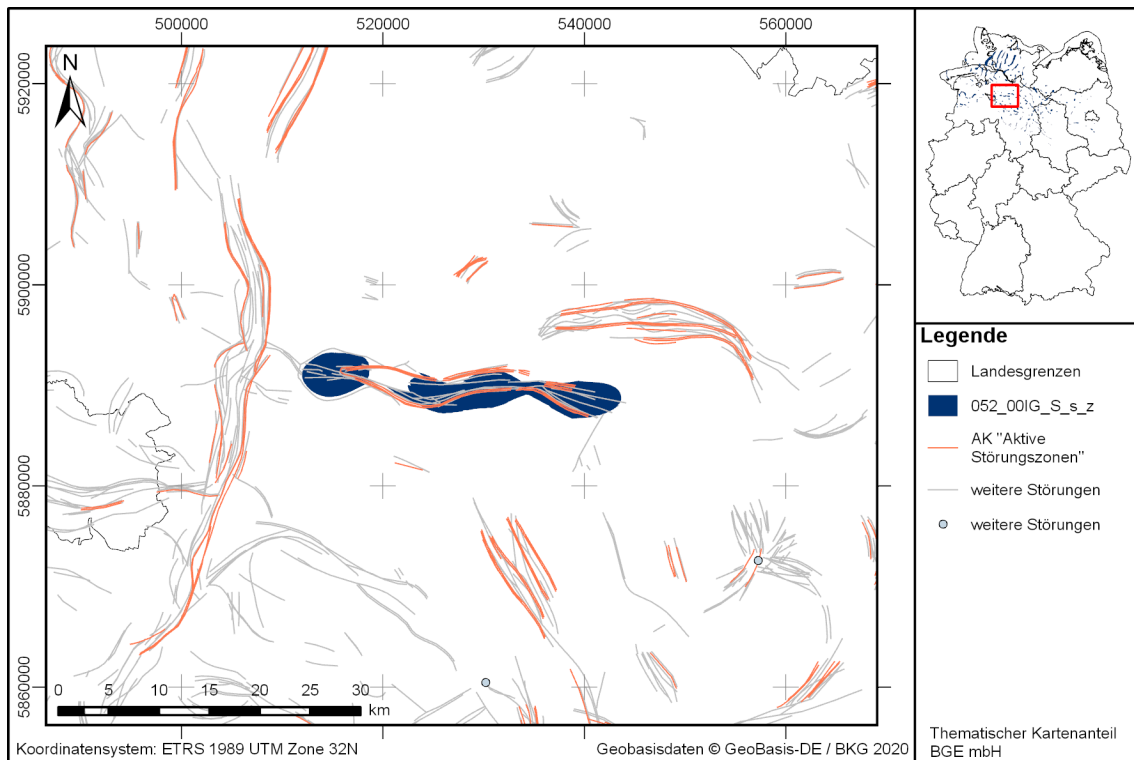 500000
520000
540000
560000
5920000
5900000
5880000
5860000
N
0
5
10
15
20
25
30
km
Koordinatensystem: ETRS 1989 UTM Zone 32N
Geobasisdaten © GeoBasis-DE / BKG 2020
Legende
Landesgrenzen
052_00IG_S_s_z
AK "Aktive
Störungszonen"
weitere Störungen
weitere Störungen
Thematischer Kartenanteil
BGE mbH